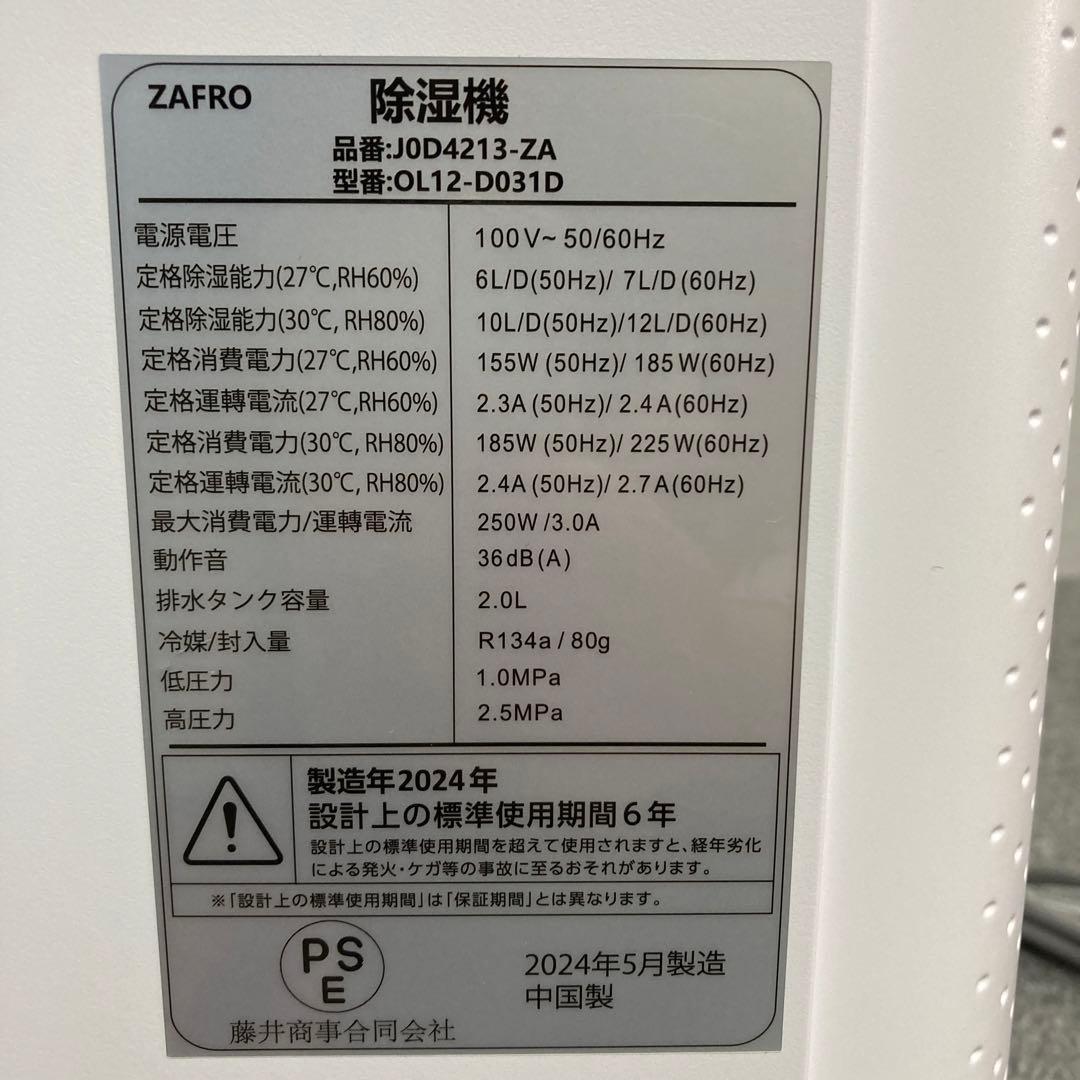 ZAFRO 除湿機
品番:J0D4213-ZA
型番:OL12-D031D
電源電圧 100V~ 50/60Hz
定格除湿能力(27℃,RH60%) 6L/D(50Hz)/ 7L/D(60Hz)
定格除湿能力(30℃, RH80%) 10L/D(50Hz)/12L/D(60Hz)
定格消費電力(27℃,RH60%) 155W (50Hz)/ 185W(60Hz)
定格運轉電流(27℃,RH60%) 2.3A(50Hz)/ 2.4A(60Hz)
定格消費電力(30℃, RH80%) 185W (50Hz)/ 225W(60Hz)
定格運轉電流(30℃, RH80%) 2.4A(50Hz)/ 2.7A(60Hz)
最大消費電力/運轉電流 250W/3.0A
動作音 36dB(A)
排水タンク容量 2.0L
冷媒/封入量 R134a / 80g
低圧力 1.0MPa
高圧力 2.5MPa
製造年2024年
設計上の標準使用期間6年
設計上の標準使用期間を超えて使用されますと、経年劣化
による発火・ケガ等の事故に至るおそれがあります。
※「設計上の標準使用期間」は「保証期間」とは異なります。
PS
E
2024年5月製造
中国製
藤井商事合同会社